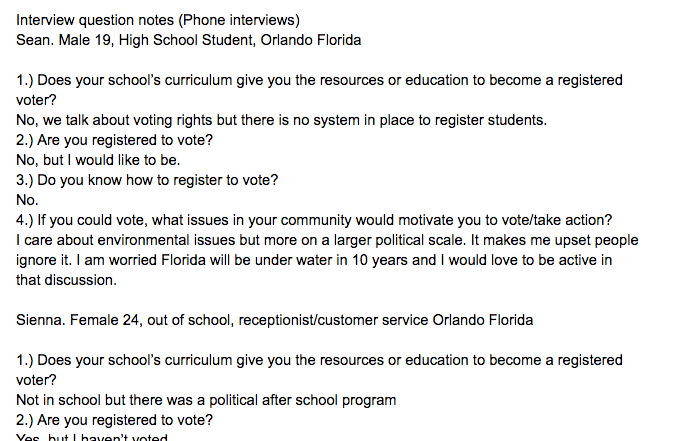 Interview question notes (Phone interviews)
Sean. Male 19, High School Student, Orlando Florida
1.) Does your school's curriculum give you the resources or education to become a registered
voter?
No, we talk about voting rights but there is no system in place to register students.
2.) Are you registered to vote?
No, but I would like to be.
3.) Do you know how to register to vote?
No.
4.) If you could vote, what issues in your community would motivate you to vote/take action?
I care about environmental issues but more on a larger political scale. It makes me upset people
ignore it. I am worried Florida will be under water in 10 years and I would love to be active in
that discussion.
Sienna. Female 24, out of school, receptionist/customer service Orlando Florida
1.) Does your school's curriculum give you the resources or education to become a registered
voter?
Not in school but there was a political after school program
2.) Are you registered to vote?
Yes, but I haven't voted